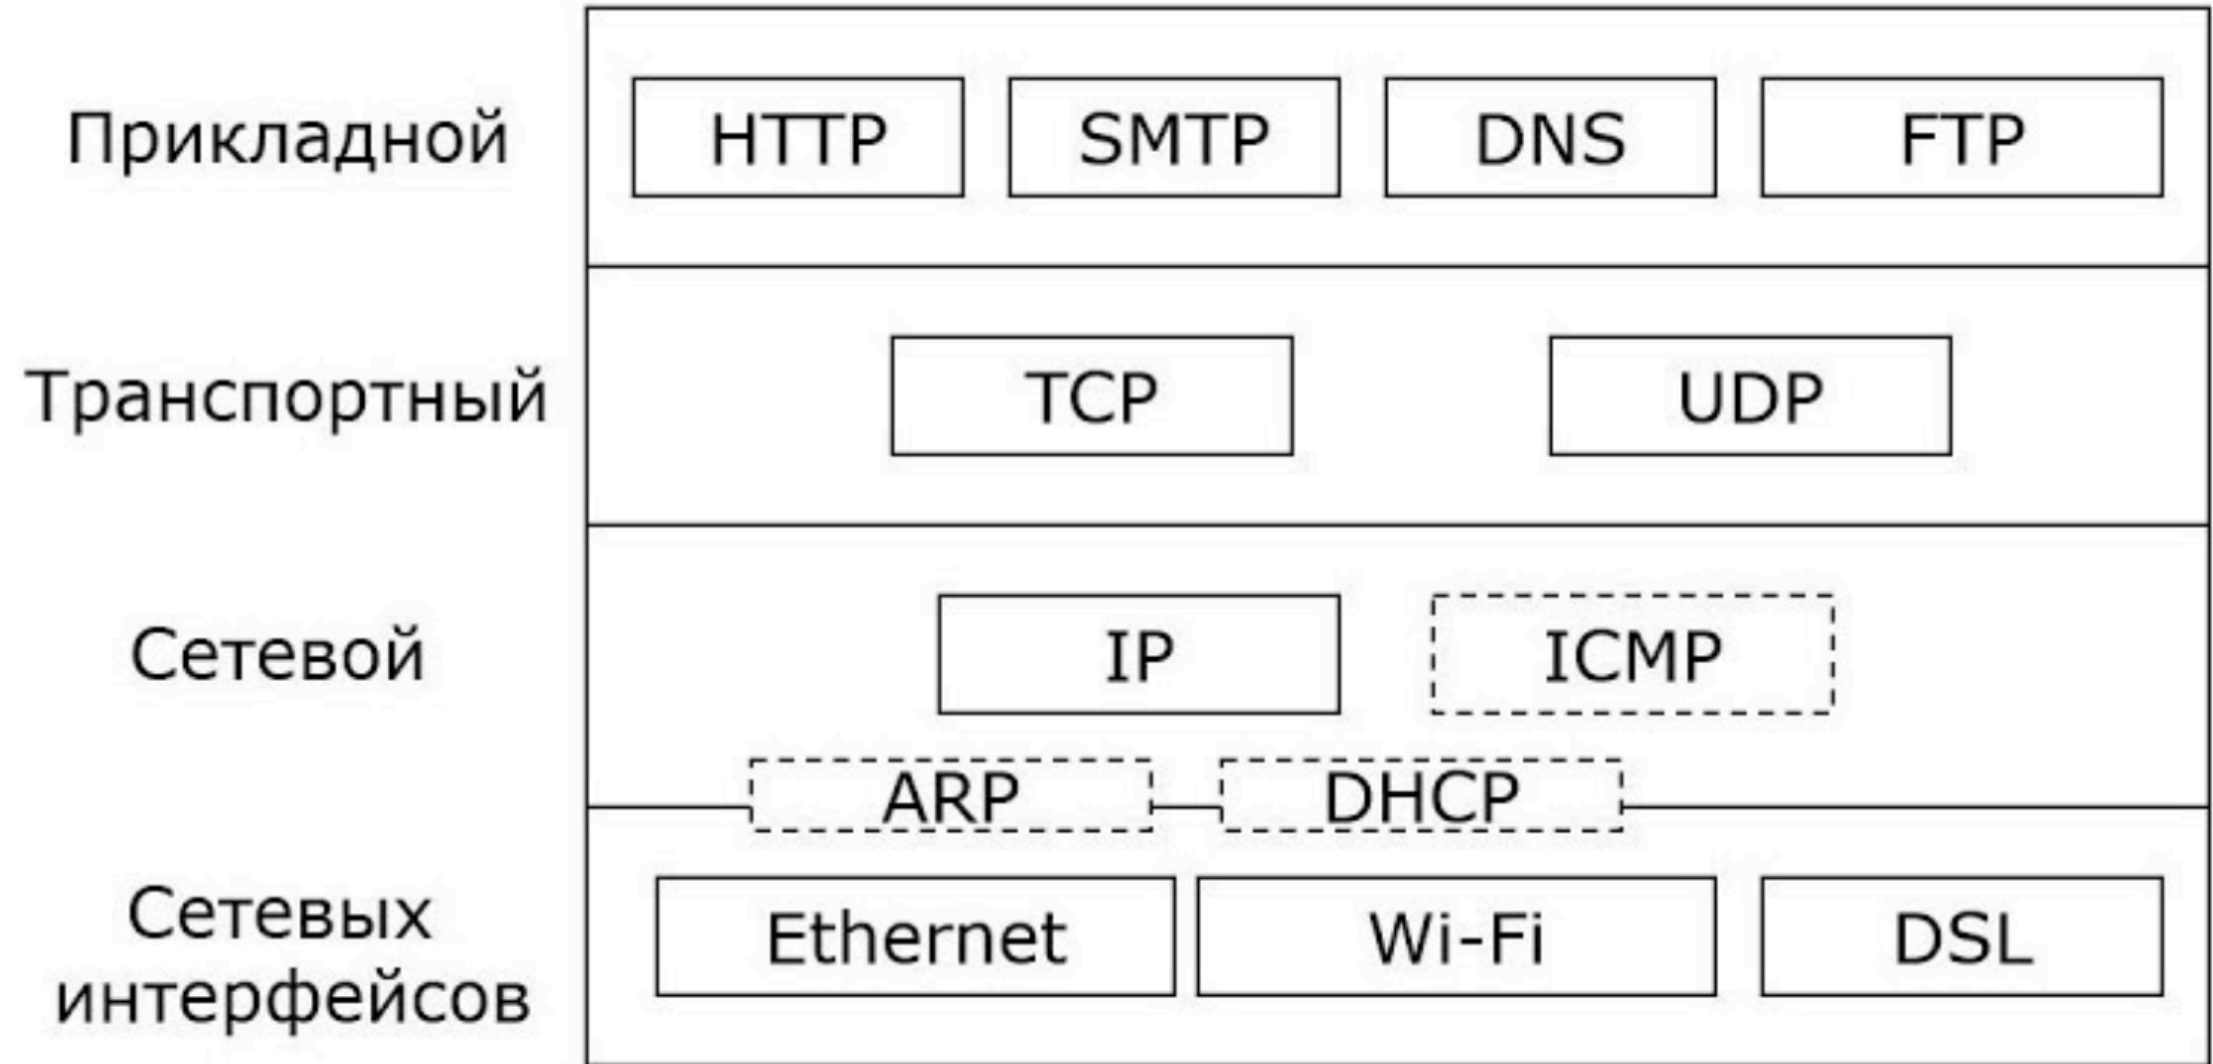 Прикладной
HTTP
SMTP
DNS
FTP
Транспортный
TCP
UDP
Сетевой
IP
ICMP
ARP
DHCP
Сетевых
интерфейсов
Ethernet
Wi-Fi
DSL